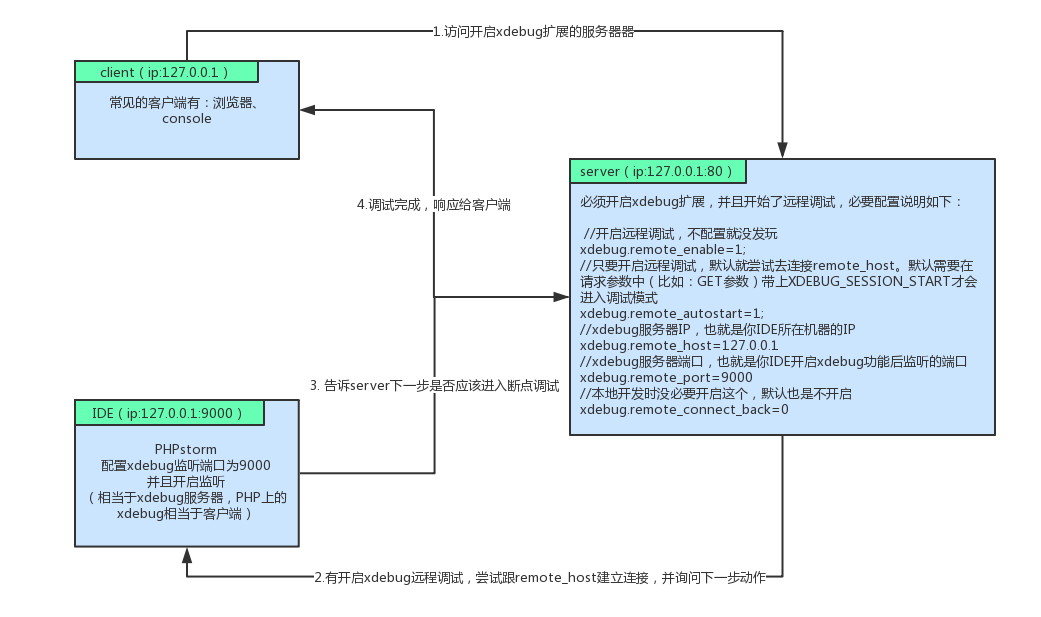 1.访问开启xdebug扩展的服务器器
client（ip:127.0.0.1）
常见的客户端有：浏览器、
console
server（ip:127.0.0.1:80）
必须开启xdebug扩展，并且开始了远程调试，必要配置说明如下：
//开启远程调试，不配置就没发玩
xdebug.remote_enable=1;
//只要开启远程调试，默认就尝试去连接remote_host。默认需要在
请求参数中（比如：GET参数）带上XDEBUG_SESSION_START才会
进入调试模式
xdebug.remote_autostart=1;
//xdebug服务器IP，也就是你IDE所在机器的IP
xdebug.remote_host=127.0.0.1
//xdebug服务器端口，也就是你IDE开启xdebug功能后监听的端口
xdebug.remote_port=9000
//本地开发时没必要开启这个，默认也是不开启
xdebug.remote_connect_back=0
4.调试完成，响应给客户端
3. 告诉server下一步是否应该进入断点调试
IDE（ip:127.0.0.1:9000）
PHPstorm
配置xdebug监听端口为9000
并且开启监听
（相当于xdebug服务器，PHP上的
xdebug相当于客户端）
2.有开启xdebug远程调试，尝试跟remote_host建立连接，并询问下一步动作